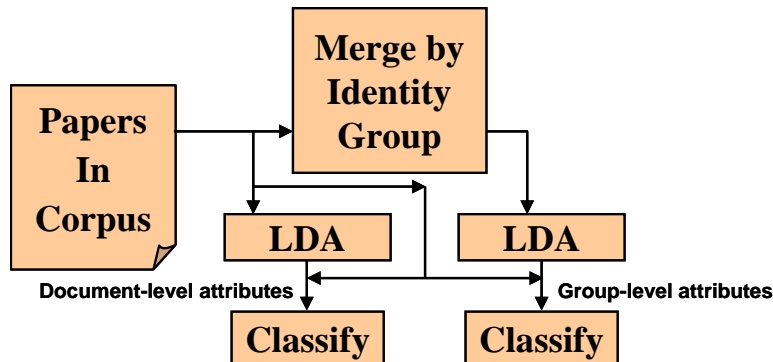 Papers
In
Corpus
Merge by
Identity
Group
LDA
LDA
Document-level attributes
Group-level attributes
Classify
Classify